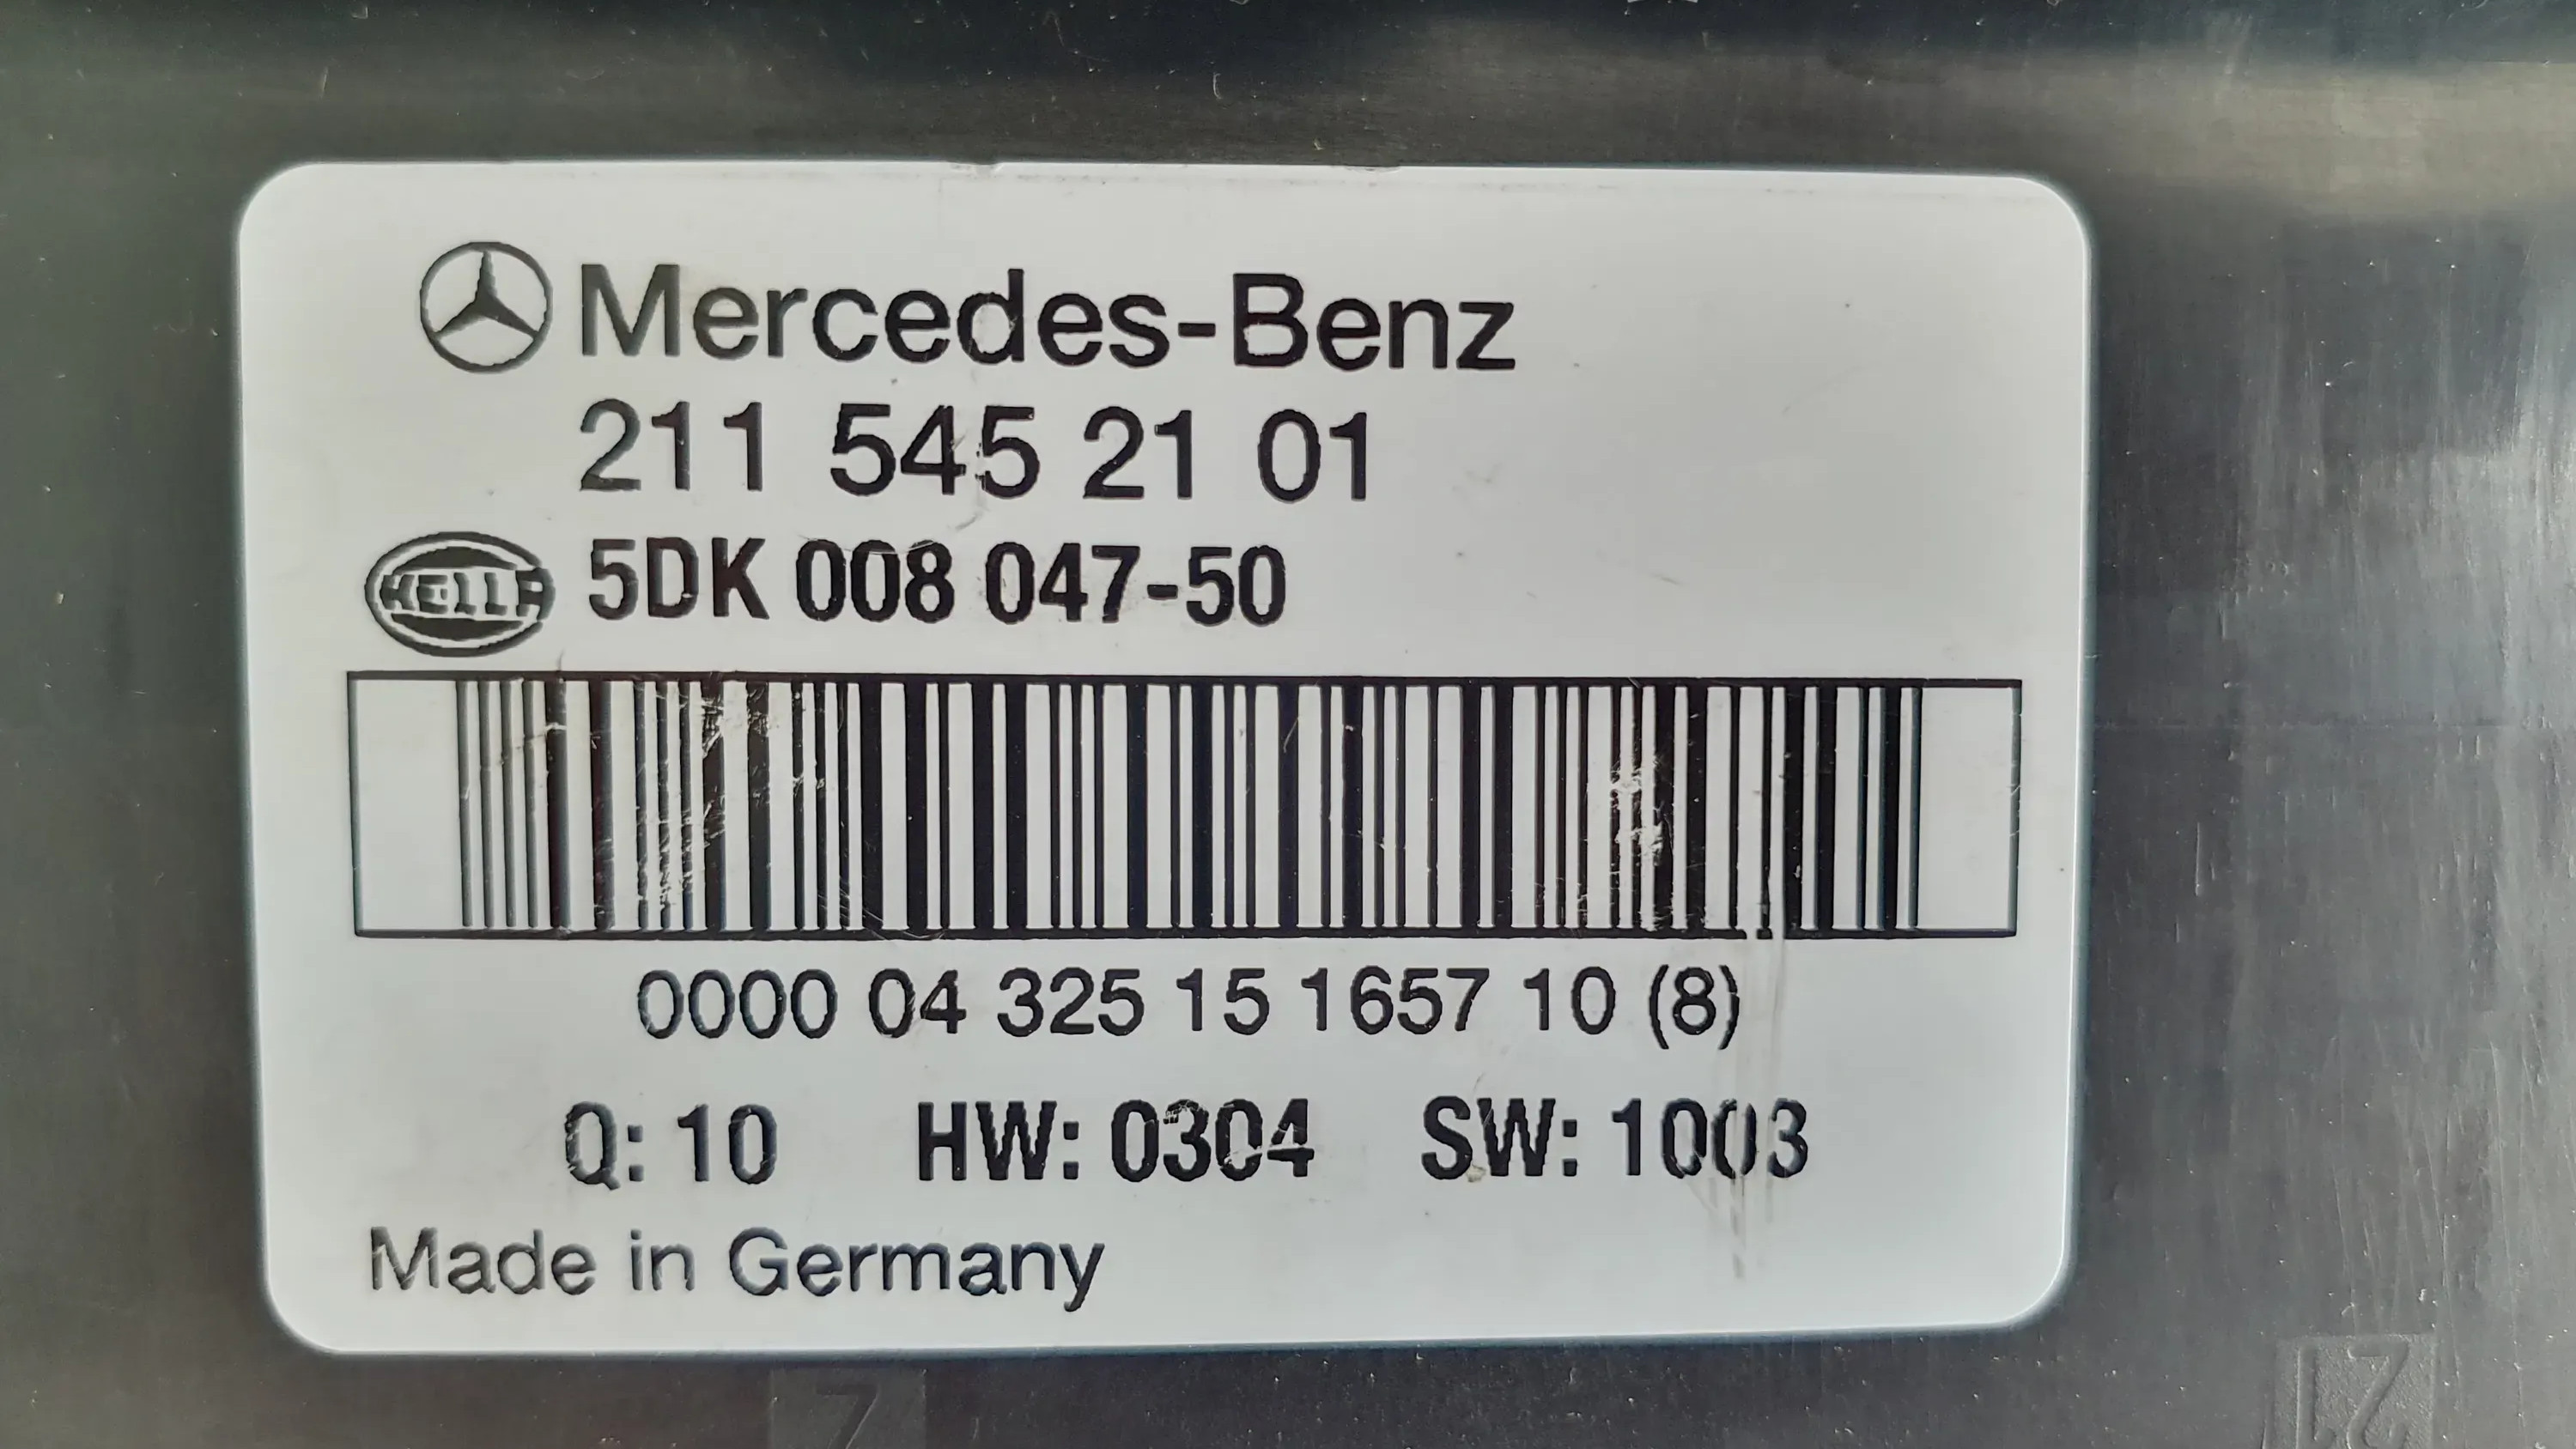 Mercedes-Benz
211 545 21 01
HELLA 5DK 008 047-50
0000 04 325 15 1657 10 (8)
Q: 10 HW: 0304 SW: 1003
Made in Germany